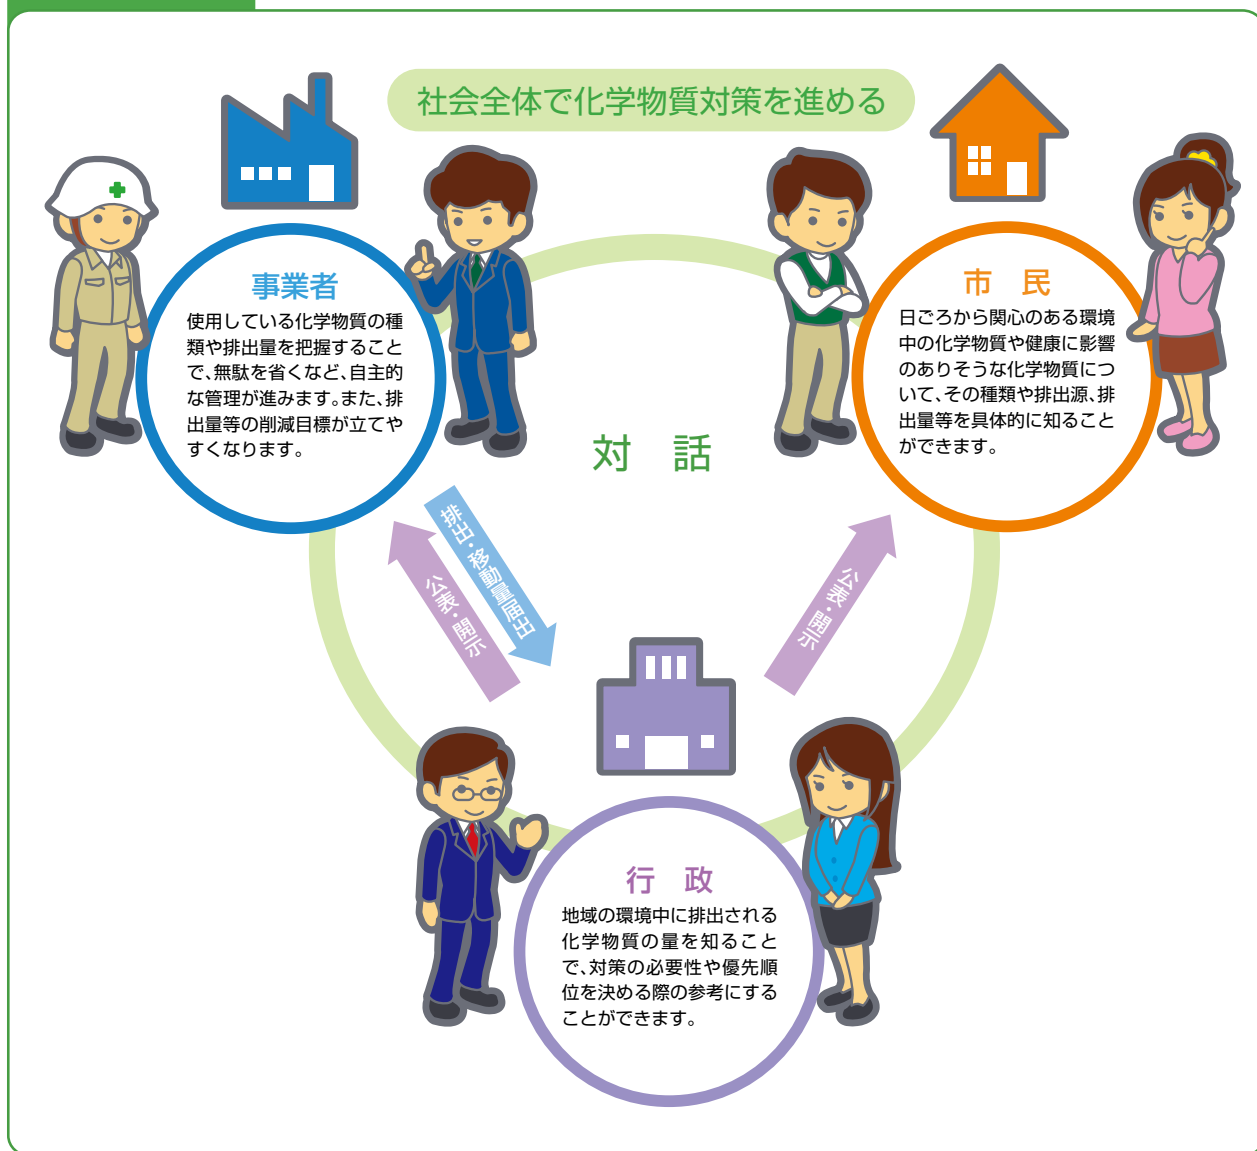 社会全体で化学物質対策を進める
事業者
使用している化学物質の種
類や排出量を把握すること
で、無駄を省くなど、自主的
な管理が進みます。また、排
出量等の削減目標が立てや
すくなります。
市　民
日ごろから関心のある環境
中の化学物質や健康に影響
のありそうな化学物質につ
いて、その種類や排出源、排
出量等を具体的に知ること
ができます。
対　話
排出・移動量届出
公表・開示
公表・開示
行　政
地域の環境中に排出される
化学物質の量を知ること
で、対策の必要性や優先順
位を決める際の参考にする
ことができます。